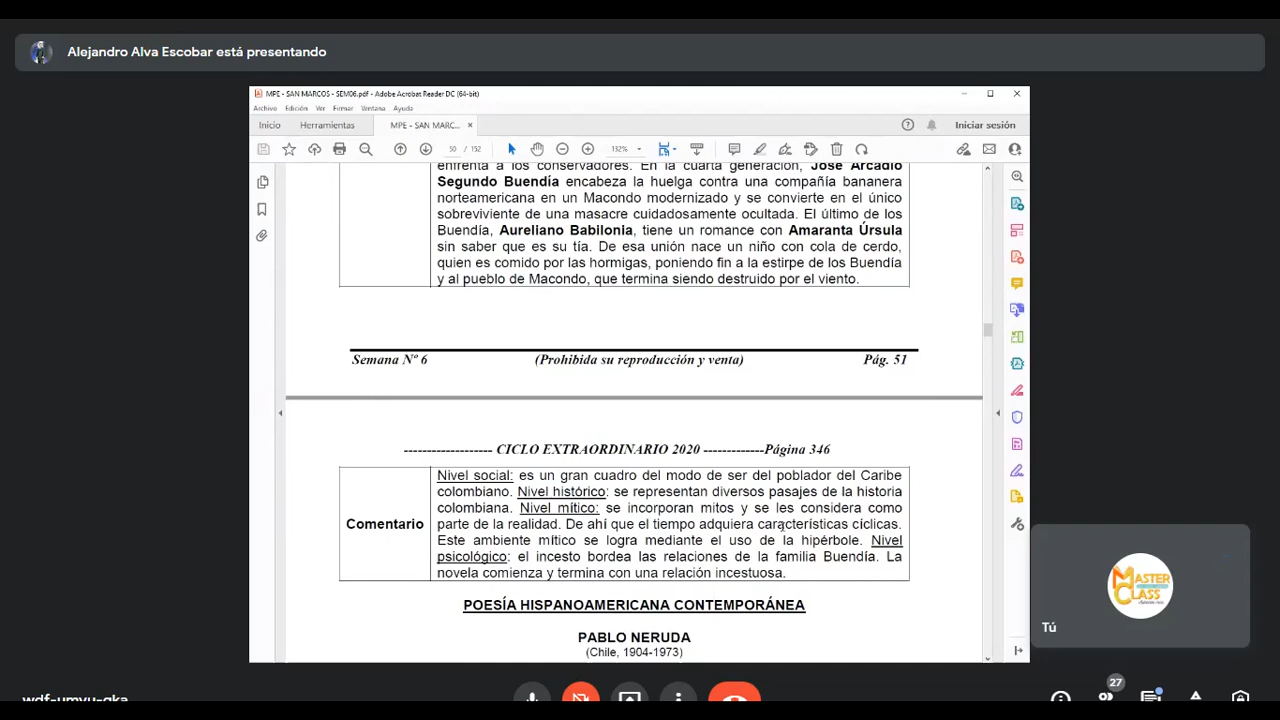 Alejandro Alva Escobar está presentando
MPE - SAN MARCOS - SEM06.pdf - Adobe Acrobat Reader DC (64-bit)
Archivo Edición Ver Firmar Ventana Ayuda
Inicio Herramientas MPE - SAN MARC... × Iniciar sesión
50 / 152 132%
enfrenta a los conservadores. En la cuarta generación, José Arcadio
Segundo Buendía encabeza la huelga contra una compañía bananera
norteamericana en un Macondo modernizado y se convierte en el único
sobreviviente de una masacre cuidadosamente ocultada. El último de los
Buendía, Aureliano Babilonia, tiene un romance con Amaranta Úrsula
sin saber que es su tía. De esa unión nace un niño con cola de cerdo,
quien es comido por las hormigas, poniendo fin a la estirpe de los Buendía
y al pueblo de Macondo, que termina siendo destruido por el viento.
Semana Nº 6 (Prohibida su reproducción y venta) Pág. 51
------------------- CICLO EXTRAORDINARIO 2020 -------------Página 346
Comentario
Nivel social: es un gran cuadro del modo de ser del poblador del Caribe
colombiano. Nivel histórico: se representan diversos pasajes de la historia
colombiana. Nivel mítico: se incorporan mitos y se les considera como
parte de la realidad. De ahí que el tiempo adquiera características cíclicas.
Este ambiente mítico se logra mediante el uso de la hipérbole. Nivel
psicológico: el incesto bordea las relaciones de la familia Buendía. La
novela comienza y termina con una relación incestuosa.
POESÍA HISPANOAMERICANA CONTEMPORÁNEA
PABLO NERUDA
(Chile, 1904-1973)
MASTER
CLASS
Tú
27